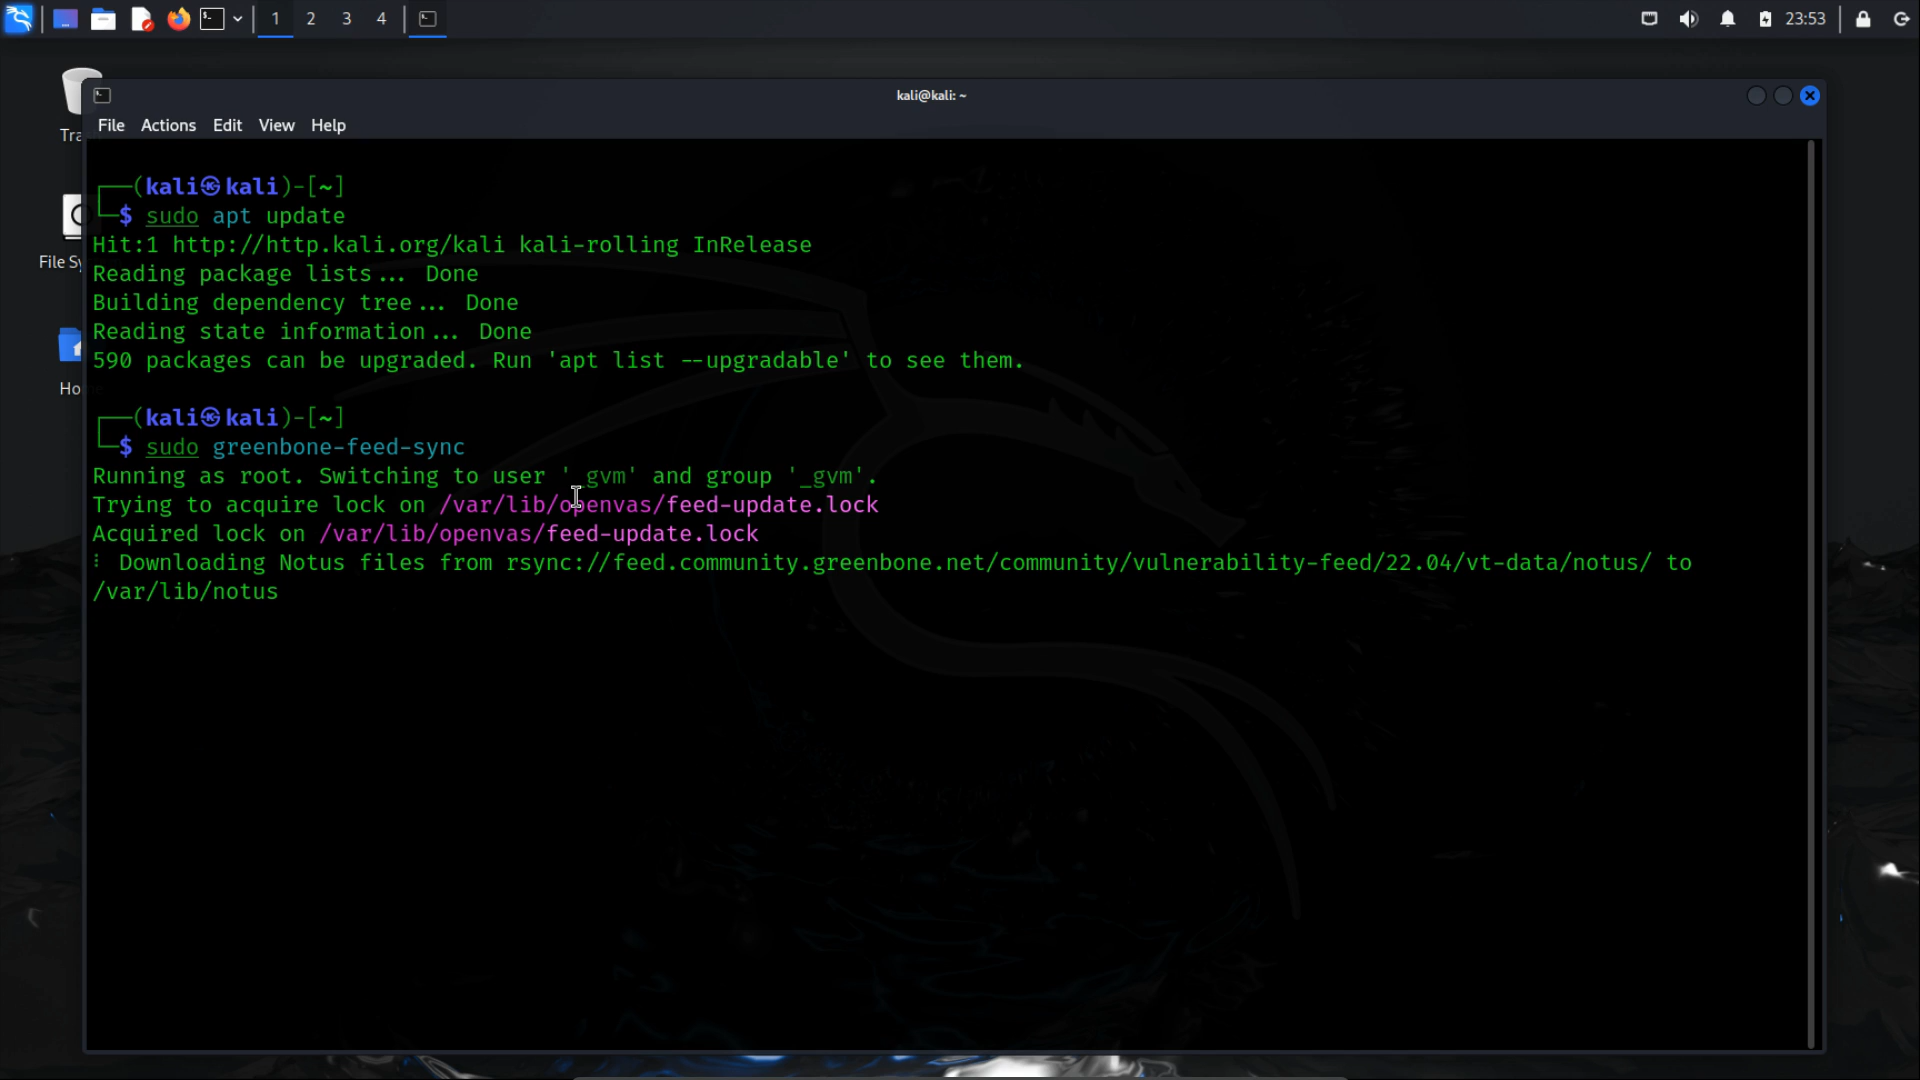 1 2 3 4 23:53
kali@kali: ~
File Actions Edit View Help
┌──(kali㉿kali)-[~]
└─$ sudo apt update
Hit:1 http://http.kali.org/kali kali-rolling InRelease
Reading package lists... Done
Building dependency tree... Done
Reading state information... Done
590 packages can be upgraded. Run 'apt list --upgradable' to see them.
┌──(kali㉿kali)-[~]
└─$ sudo greenbone-feed-sync
Running as root. Switching to user '_gvm' and group '_gvm'.
Trying to acquire lock on /var/lib/openvas/feed-update.lock
Acquired lock on /var/lib/openvas/feed-update.lock
⠇ Downloading Notus files from rsync://feed.community.greenbone.net/community/vulnerability-feed/22.04/vt-data/notus/ to
/var/lib/notus
Tra
File Sy
Ho